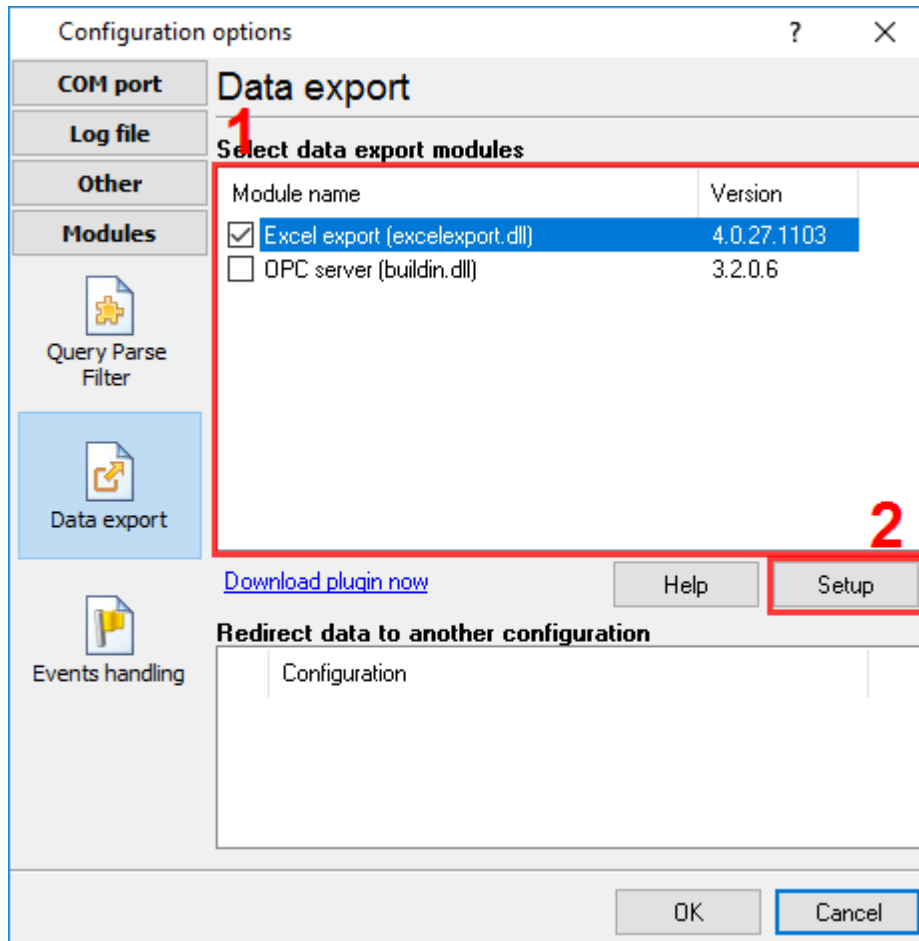 Configuration options
?
COM port
Log file
Other
Modules
Query Parse
Filter
Data export
Events handling
Data export
1
Select data export modules
Module name Version
Excel export (excelexport.dll) 4.0.27.1103
OPC server (buildin.dll) 3.2.0.6
2
Download plugin now
Help
Setup
Redirect data to another configuration
Configuration
OK
Cancel